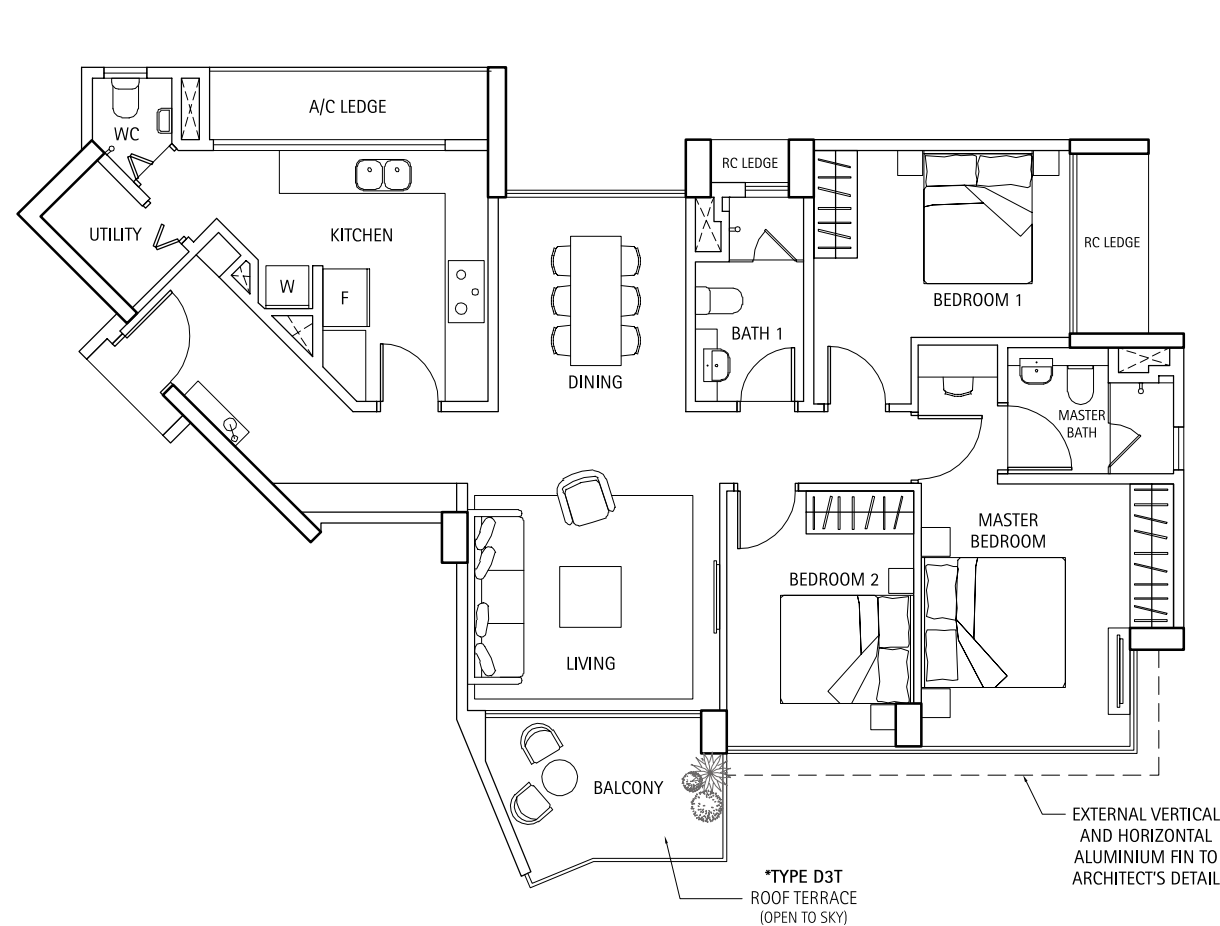 A/C LEDGE
WC
RC LEDGE
UTILITY
KITCHEN
RC LEDGE
W
F
BEDROOM 1
BATH 1
DINING
MASTER
BATH
MASTER
BEDROOM
BEDROOM 2
LIVING
BALCONY
EXTERNAL VERTICAL
AND HORIZONTAL
ALUMINIUM FIN TO
ARCHITECT'S DETAIL
*TYPE D3T
ROOF TERRACE
(OPEN TO SKY)